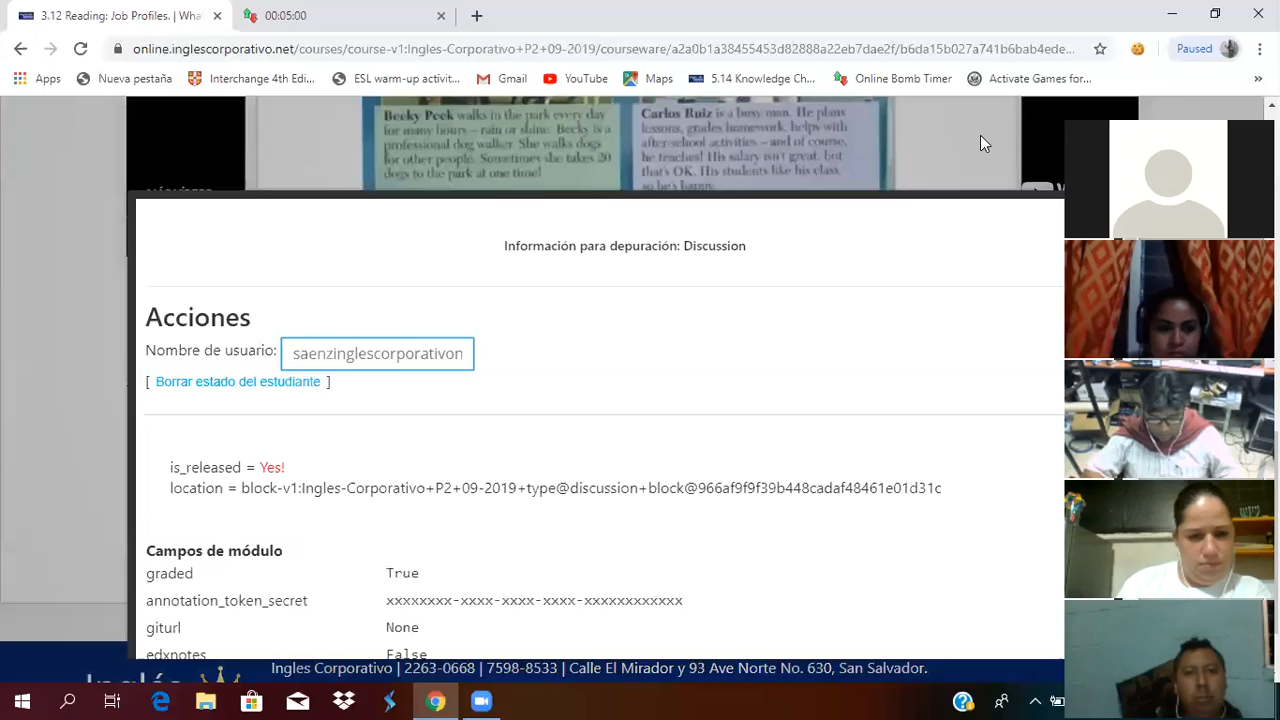 3.12 Reading: Job Profiles. | Wha
00:05:00
online.inglescorporativo.net/courses/course-v1:Ingles-Corporativo+P2+09-2019/courseware/a2a0b1a38455453d82888a22eb7dae2f/b6da15b027a741b6bab4ede...
Paused
Apps
Nueva pestaña
Interchange 4th Edi...
ESL warm-up activit...
Gmail
YouTube
Maps
5.14 Knowledge Ch...
Online Bomb Timer
Activate Games for...
»
Becky Peek walks in the park every day
for many hours – rain or shine. Becky is a
professional dog walker. She walks dogs
for other people. Sometimes she takes 20
dogs to the park at one time!
Carlos Ruiz is a busy man. He plans
lessons, grades homework, helps with
after-school activities – and of course,
he teaches! His salary isn't great, but
that's OK. His students like his class,
so he's happy.
Información para depuración: Discussion
Acciones
Nombre de usuario: saenzinglescorporativon
[ Borrar estado del estudiante ]
is_released = Yes!
location = block-v1:Ingles-Corporativo+P2+09-2019+type@discussion+block@966af9f9f39b448cadaf48461e01d31c
Campos de módulo
graded True
annotation_token_secret xxxxxxxx-xxxx-xxxx-xxxx-xxxxxxxxxxxx
giturl None
edxnotes False
Inglés
Ingles Corporativo | 2263-0668 | 7598-8533 | Calle El Mirador y 93 Ave Norte No. 630, San Salvador.